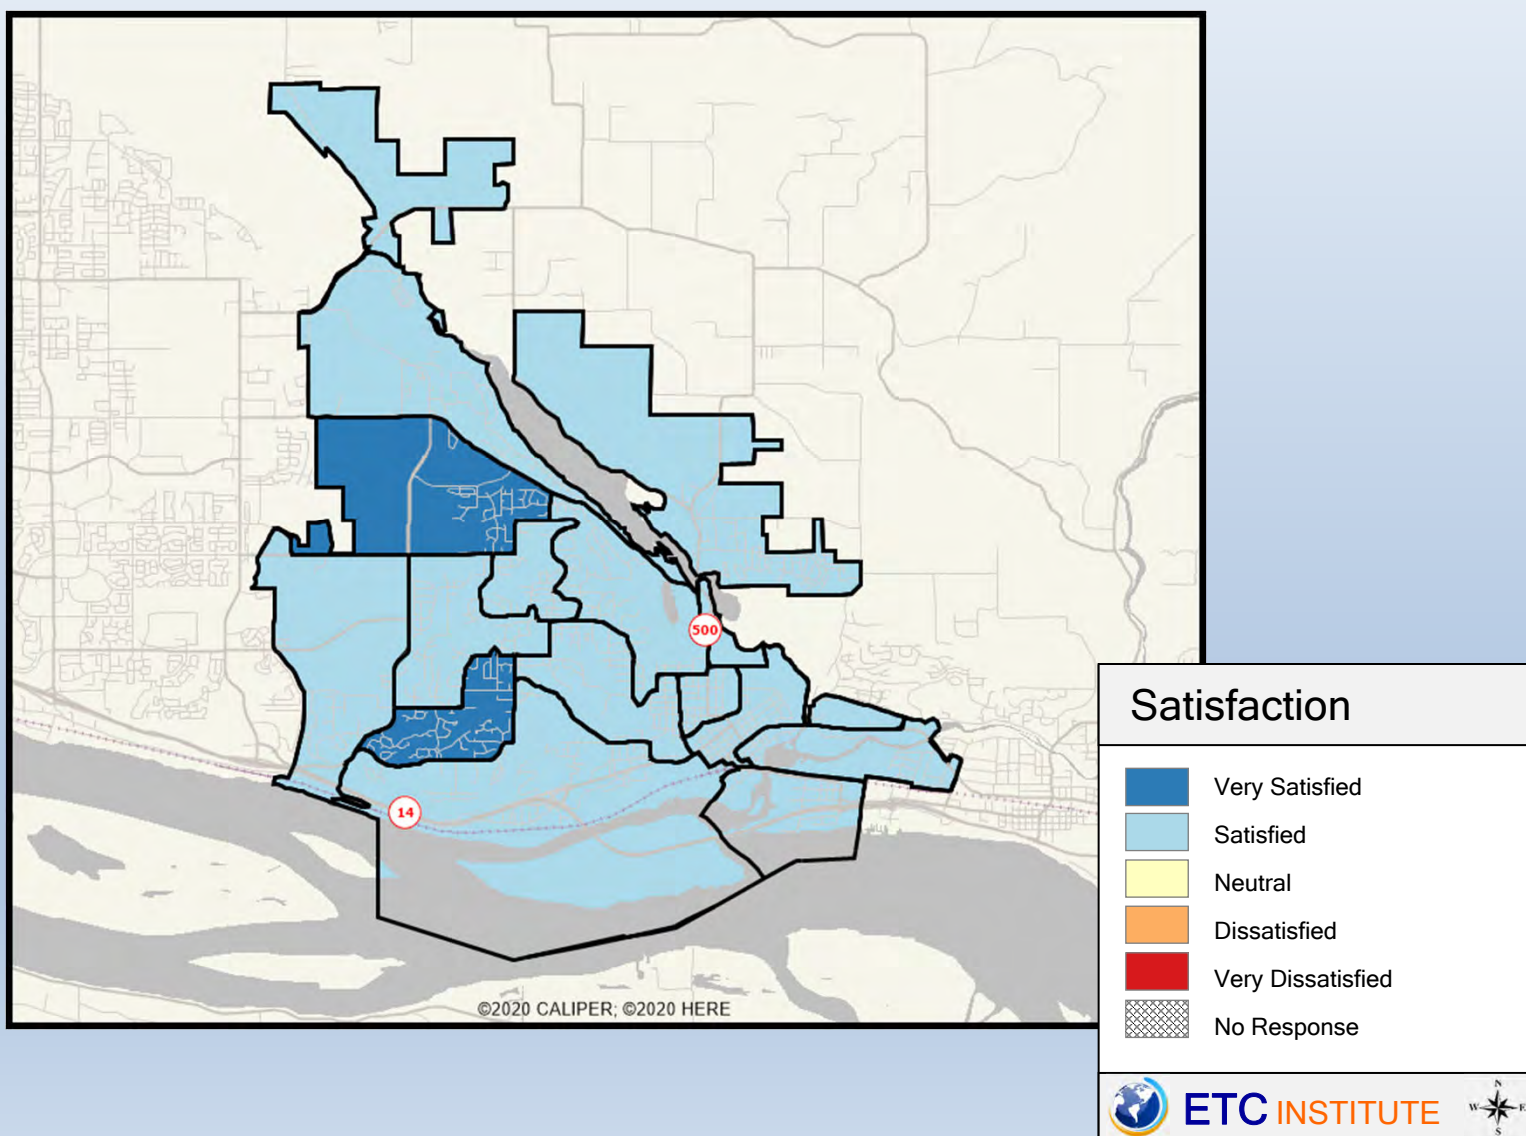 500
14
©2020 CALIPER; ©2020 HERE
Satisfaction
Very Satisfied
Satisfied
Neutral
Dissatisfied
Very Dissatisfied
No Response
ETC INSTITUTE
N
W E
S